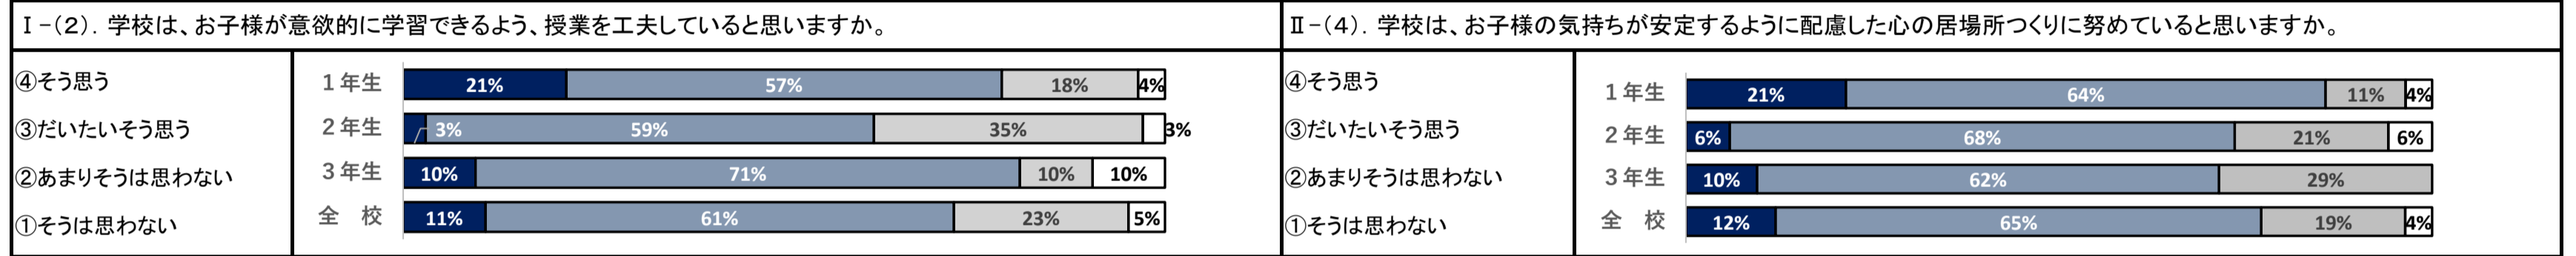 Ⅰ-(2). 学校は、お子様が意欲的に学習できるよう、授業を工夫していると思いますか。
④そう思う
③だいたいそう思う
②あまりそうは思わない
①そうは思わない
1年生 21% 57% 18% 4%
2年生 3% 59% 35% 3%
3年生 10% 71% 10% 10%
全 校 11% 61% 23% 5%
Ⅱ-(4). 学校は、お子様の気持ちが安定するように配慮した心の居場所つくりに努めていると思いますか。
④そう思う
③だいたいそう思う
②あまりそうは思わない
①そうは思わない
1年生 21% 64% 11% 4%
2年生 6% 68% 21% 6%
3年生 10% 62% 29%
全 校 12% 65% 19% 4%